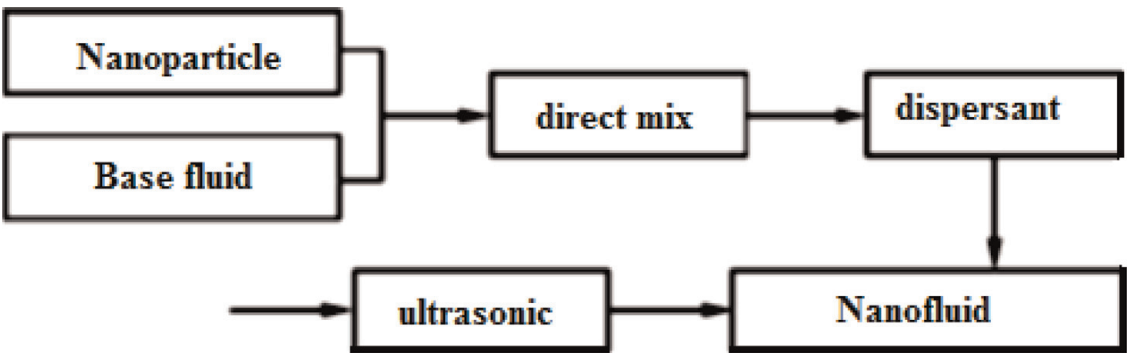 Nanoparticle
Base fluid
direct mix
dispersant
ultrasonic
Nanofluid